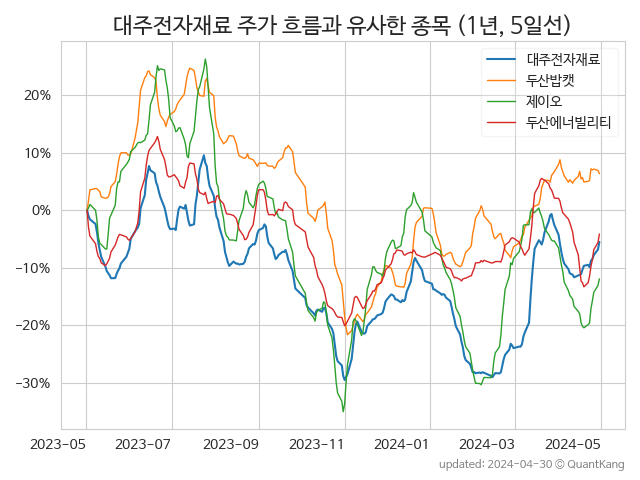 대주전자재료 주가 흐름과 유사한 종목 (1년, 5일선)
대주전자재료
두산밥캣
제이오
두산에너빌리티
20%
10%
0%
−10%
−20%
−30%
2023-05 2023-07 2023-09 2023-11 2024-01 2024-03 2024-05
updated: 2024-04-30 © QuantKang